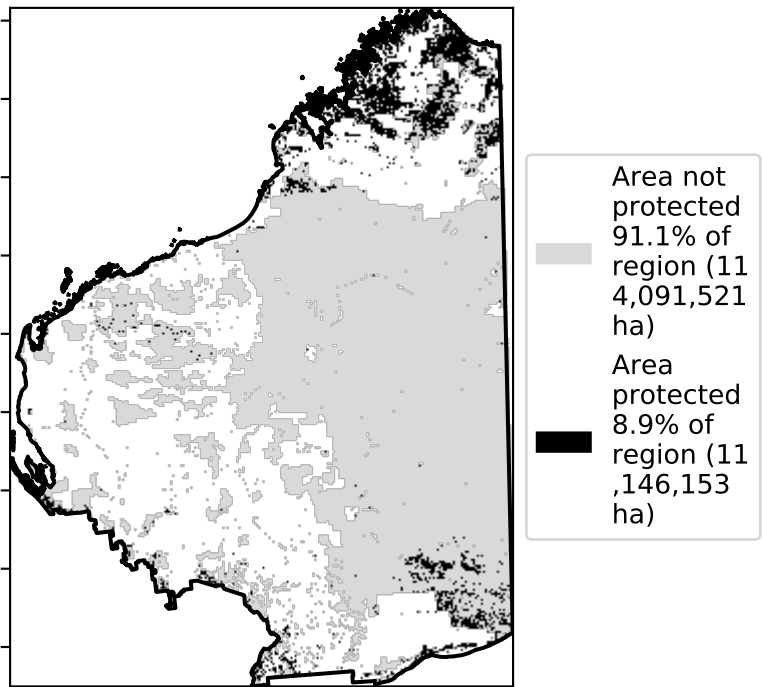 Area not
protected
91.1% of
region (11
4,091,521
ha)
Area
protected
8.9% of
region (11
,146,153
ha)